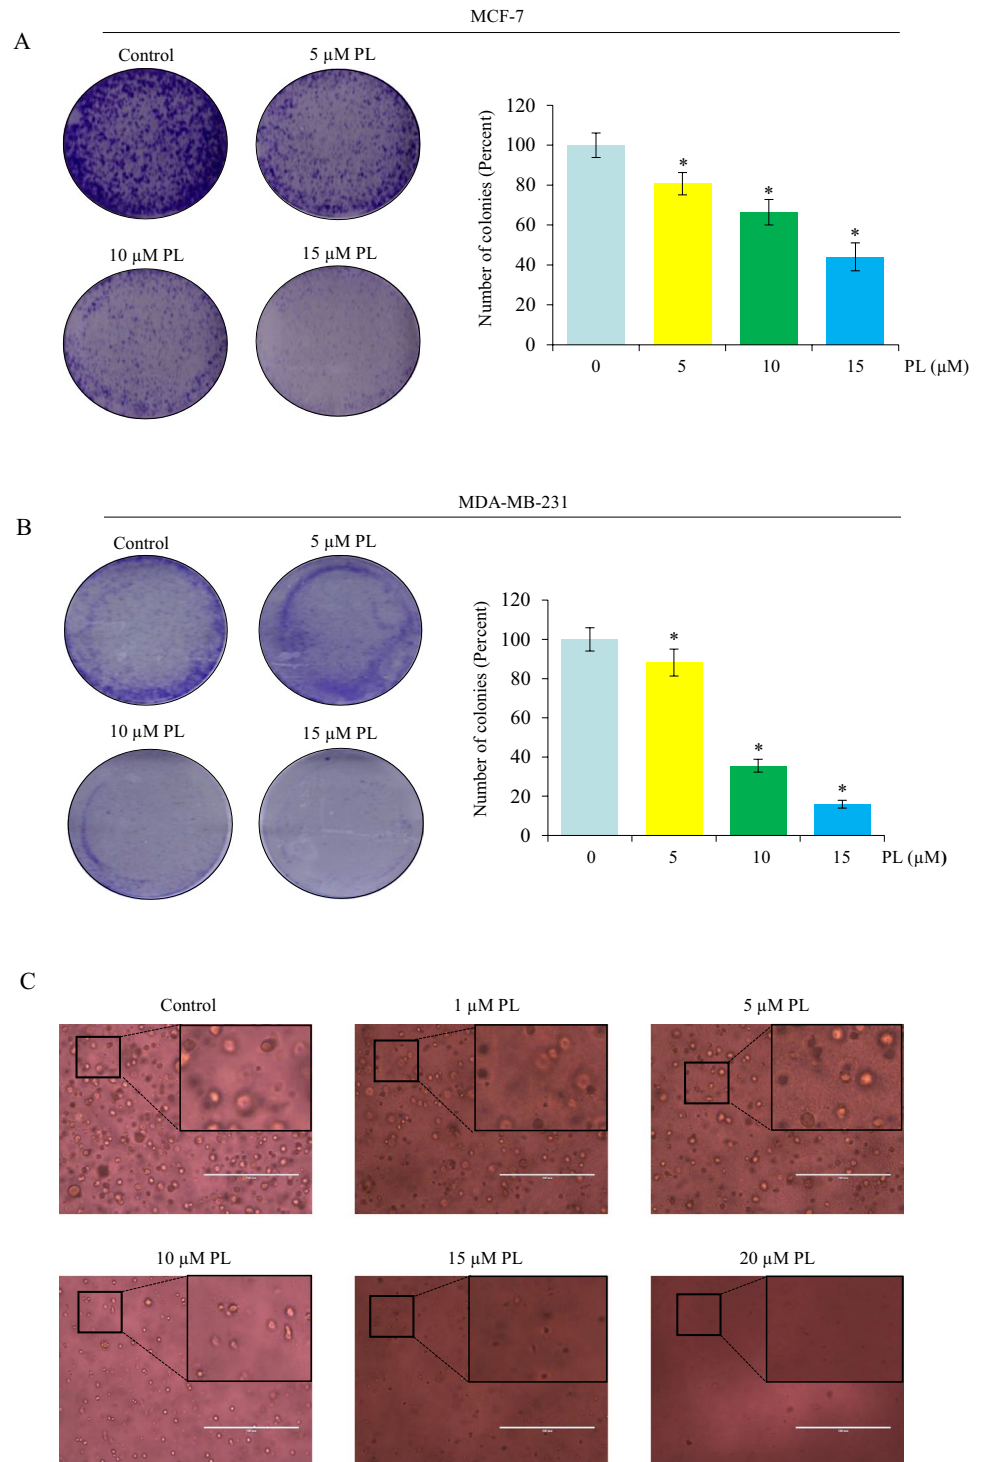 MCF-7
A
Control
5 µM PL
10 µM PL
15 µM PL
Number of colonies (Percent)
120
100
80
60
40
20
0
*
*
*
0
5
10
15
PL (µM)
MDA-MB-231
B
Control
5 µM PL
10 µM PL
15 µM PL
Number of colonies (Percent)
120
100
80
60
40
20
0
*
*
*
0
5
10
15
PL (µM)
C
Control
1 µM PL
5 µM PL
10 µM PL
15 µM PL
20 µM PL